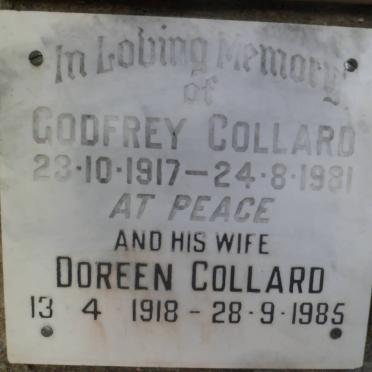 In Loving Memory
of
GODFREY COLLARD
23·10·1917—24·8·1981
AT PEACE
AND HIS WIFE
DOREEN COLLARD
13 4 1918 - 28·9·1985